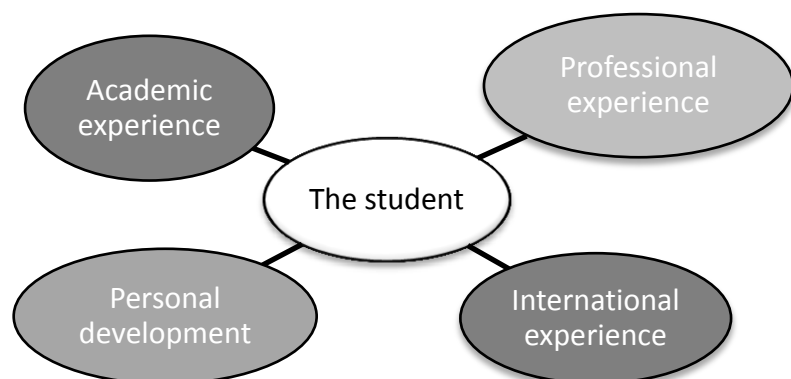 Academic
experience
Professional
experience
The student
Personal
development
International
experience